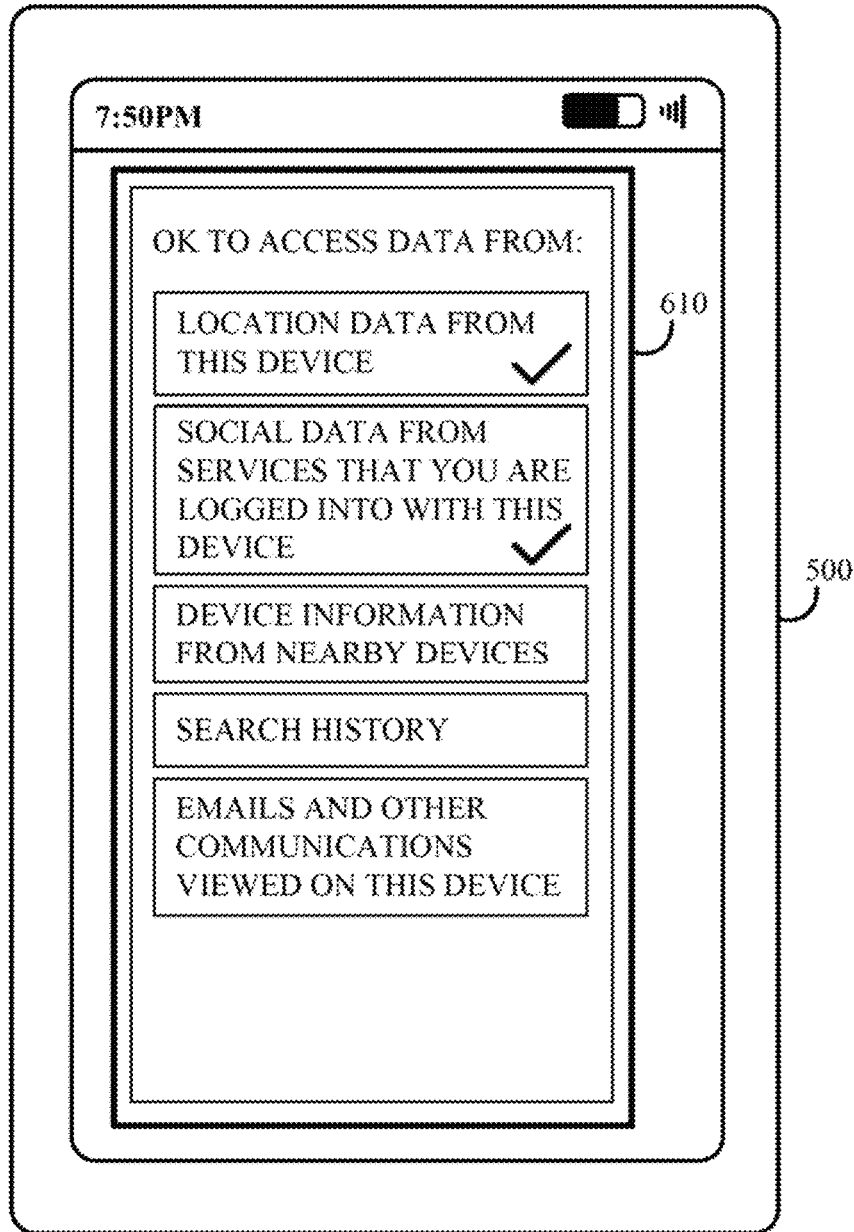 7:50PM
OK TO ACCESS DATA FROM:
LOCATION DATA FROM
THIS DEVICE
610
SOCIAL DATA FROM
SERVICES THAT YOU ARE
LOGGED INTO WITH THIS
DEVICE
500
DEVICE INFORMATION
FROM NEARBY DEVICES
SEARCH HISTORY
EMAILS AND OTHER
COMMUNICATIONS
VIEWED ON THIS DEVICE